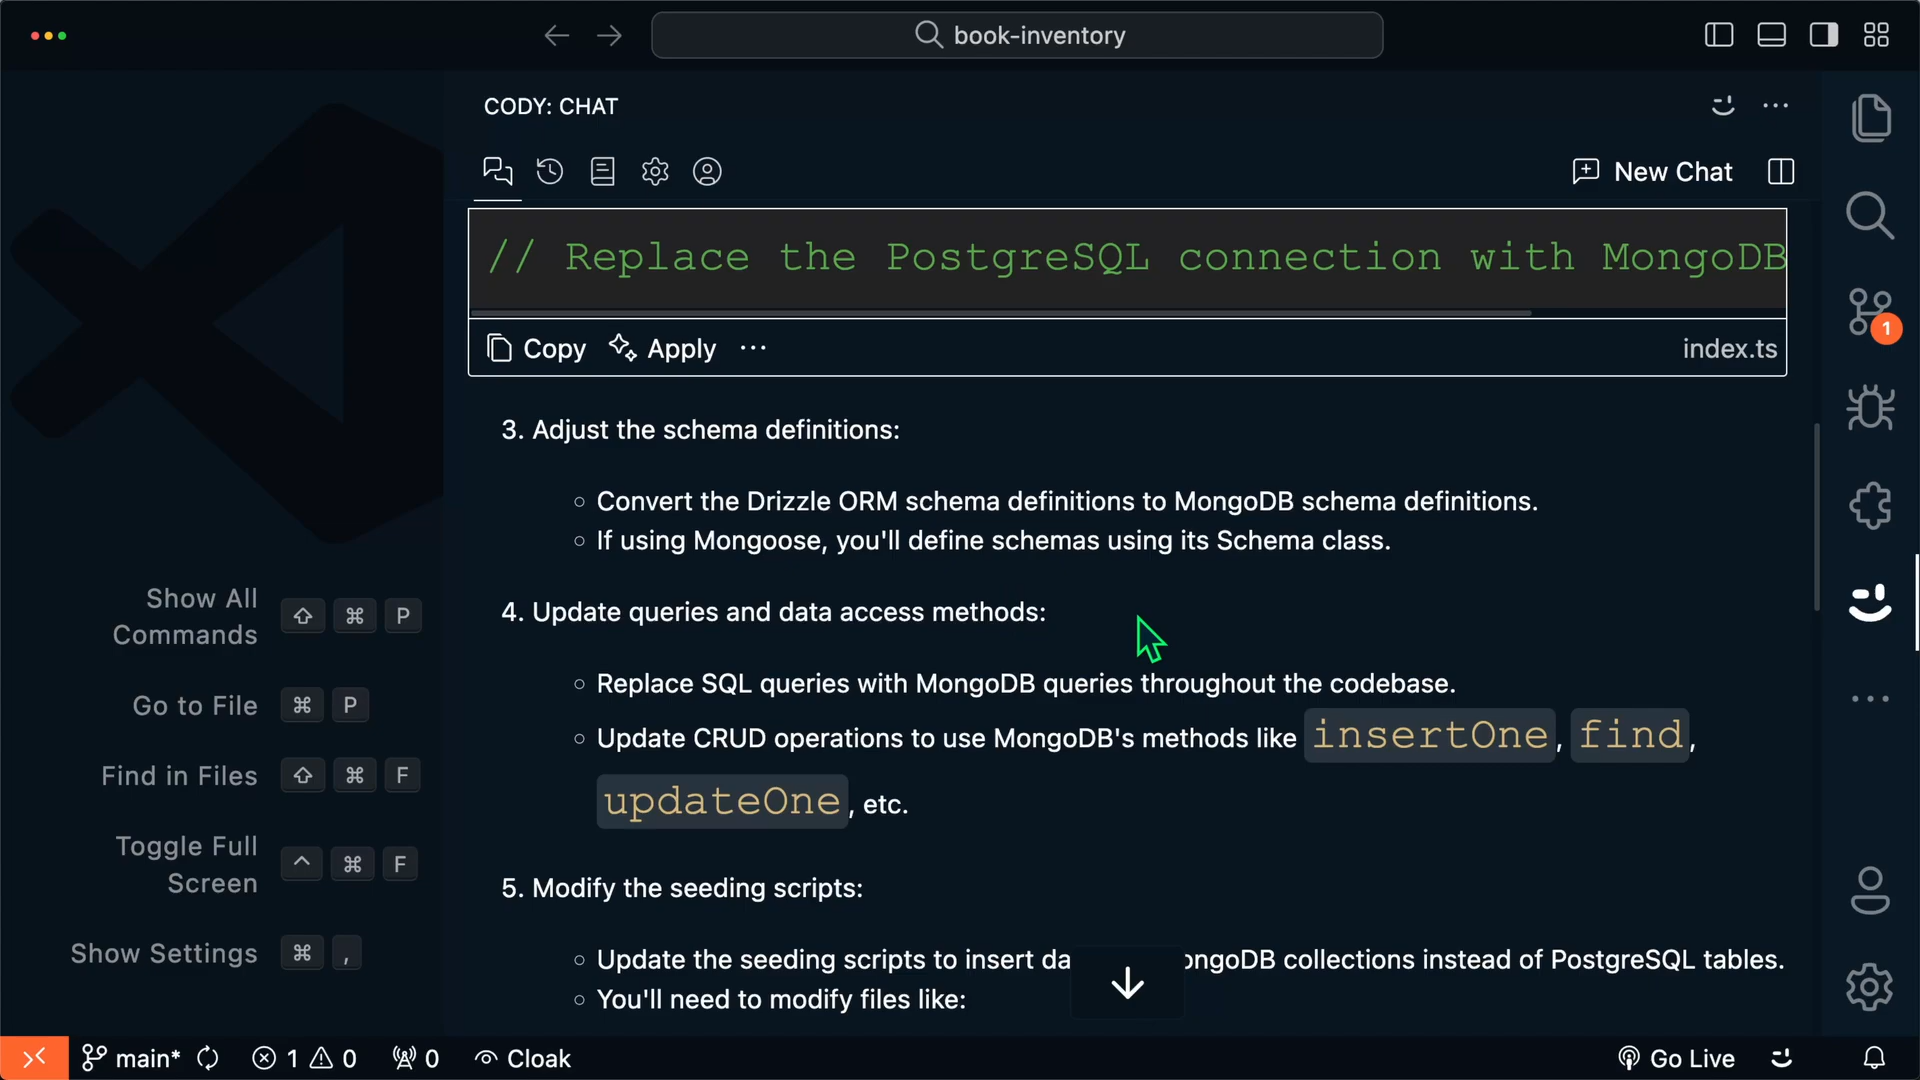 book-inventory
CODY: CHAT
New Chat
// Replace the PostgreSQL connection with MongoDB
Copy Apply ... index.ts
3. Adjust the schema definitions:
Convert the Drizzle ORM schema definitions to MongoDB schema definitions.
If using Mongoose, you'll define schemas using its Schema class.
4. Update queries and data access methods:
Replace SQL queries with MongoDB queries throughout the codebase.
Update CRUD operations to use MongoDB's methods like insertOne, find,
updateOne, etc.
5. Modify the seeding scripts:
Update the seeding scripts to insert da ongoDB collections instead of PostgreSQL tables.
You'll need to modify files like:
Show All
Commands ⇧ ⌘ P
Go to File ⌘ P
Find in Files ⇧ ⌘ F
Toggle Full
Screen ^ ⌘ F
Show Settings ⌘ ,
1
main* 1 0 0 Cloak Go Live